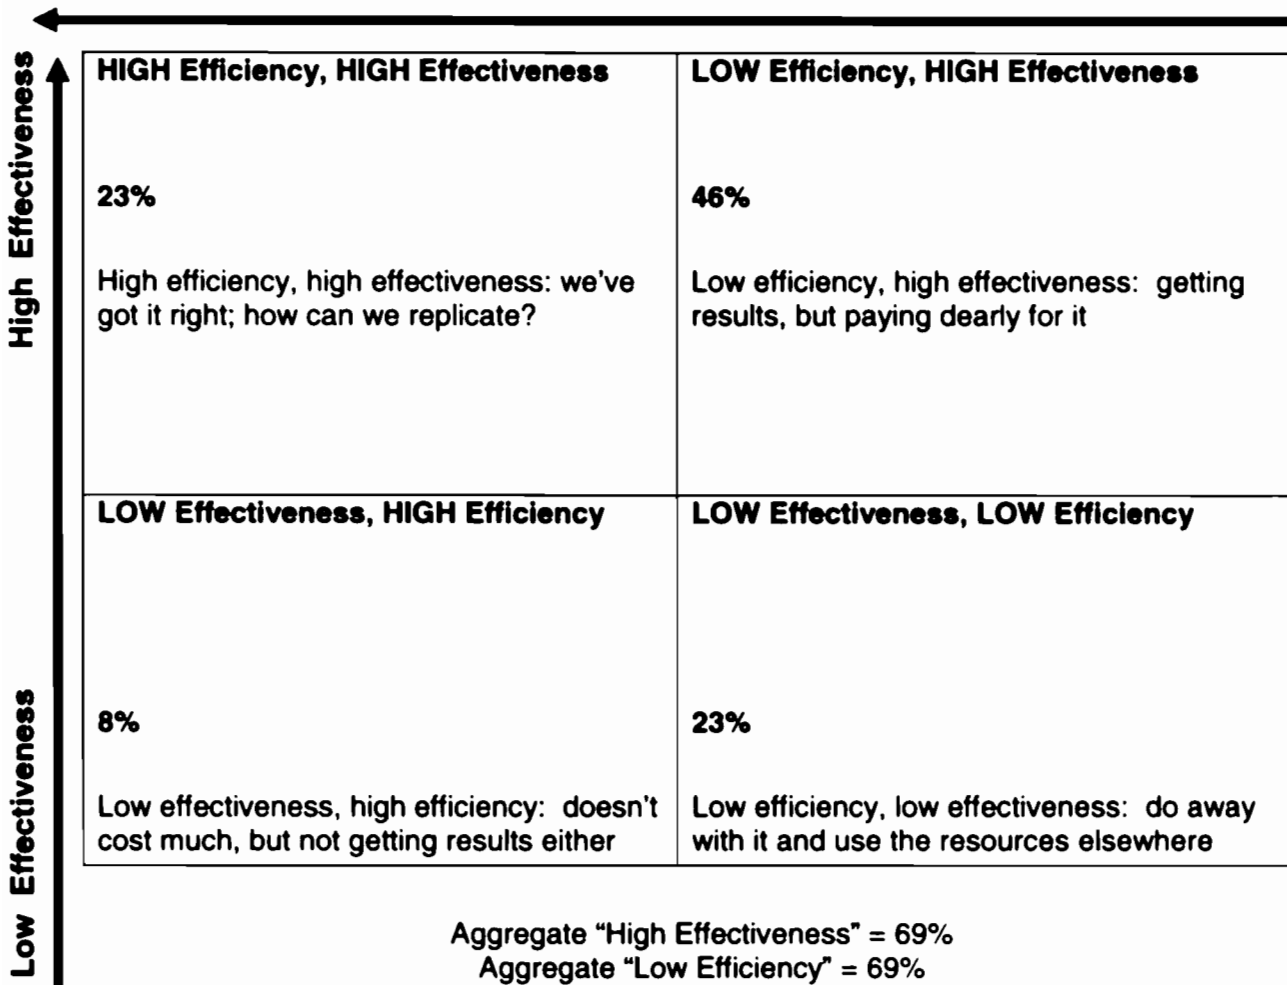 High Effectiveness
Low Effectiveness
HIGH Efficiency, HIGH Effectiveness
23%
High efficiency, high effectiveness: we've
got it right; how can we replicate?
LOW Efficiency, HIGH Effectiveness
46%
Low efficiency, high effectiveness: getting
results, but paying dearly for it
LOW Effectiveness, HIGH Efficiency
8%
Low effectiveness, high efficiency: doesn't
cost much, but not getting results either
LOW Effectiveness, LOW Efficiency
23%
Low efficiency, low effectiveness: do away
with it and use the resources elsewhere
Aggregate “High Effectiveness” = 69%
Aggregate “Low Efficiency” = 69%